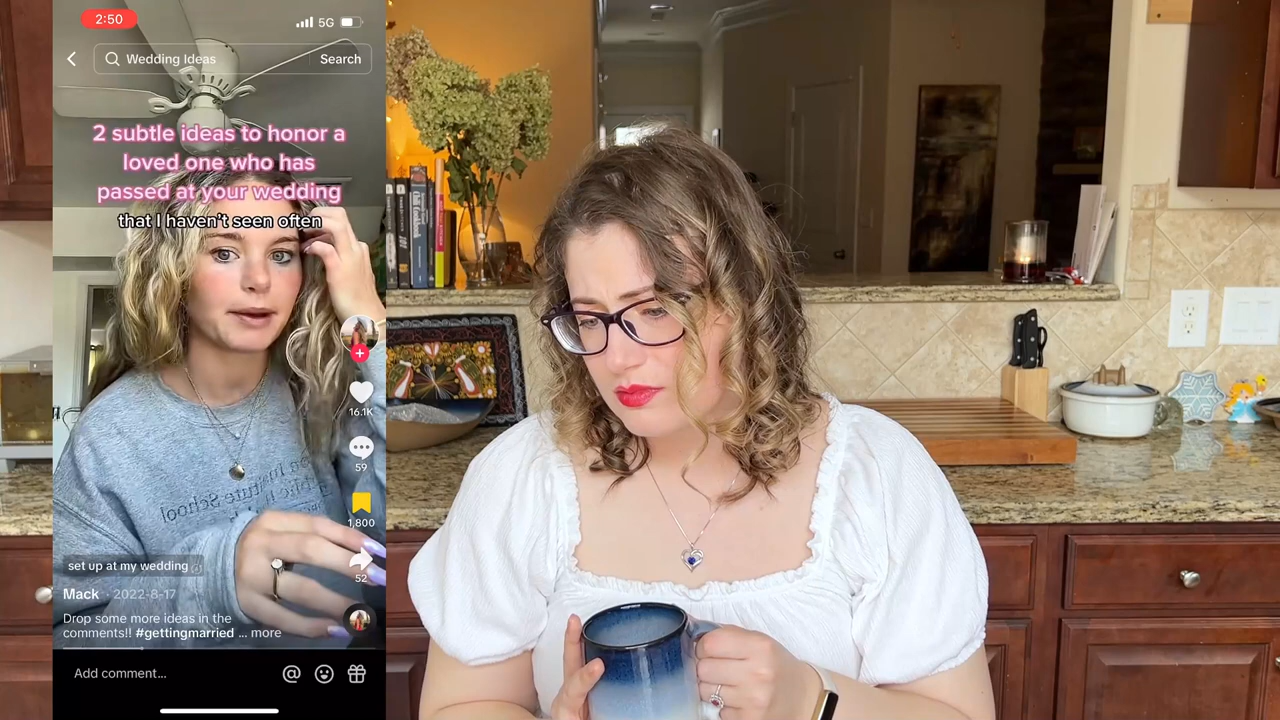 2:50
5G
Wedding Ideas
Search
2 subtle ideas to honor a
loved one who has
passed at your wedding
that I haven't seen often
16.1K
59
1,800
52
set up at my wedding
Mack · 2022-8-17
Drop some more ideas in the
comments!! #gettingmarried ... more
Add comment...